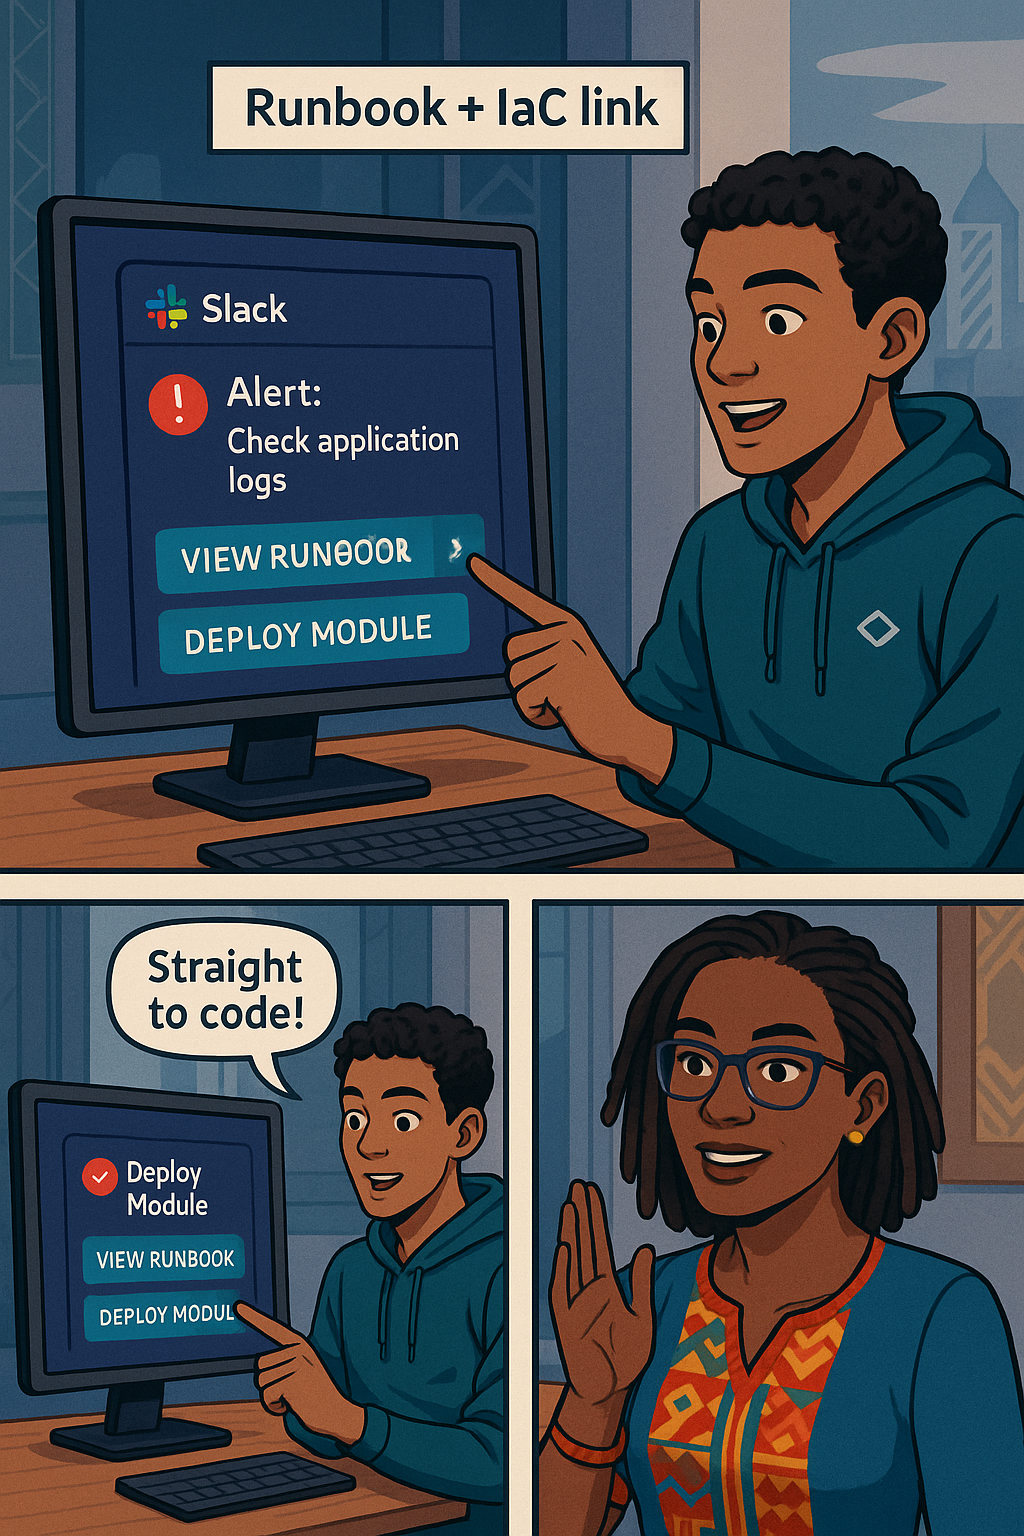 Runbook + IaC link
Slack
Alert:
Check application
logs
VIEW RUNBOOR
DEPLOY MODULE
Straight
to code!
Deploy
Module
VIEW RUNBOOK
DEPLOY MODUL